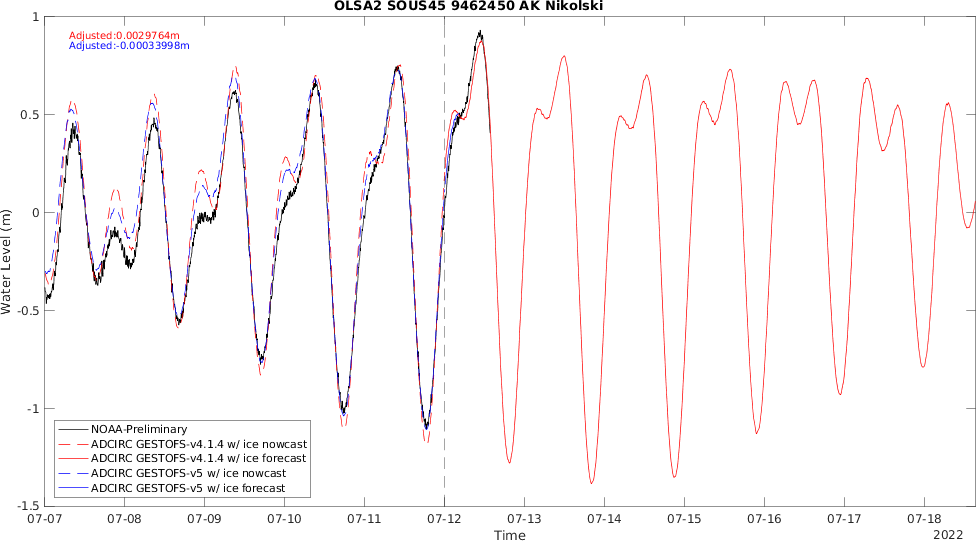 OLSA2 SOUS45 9462450 AK Nikolski
Adjusted:0.0029764m
Adjusted:-0.00033998m
Water Level (m)
1
0.5
0
-0.5
-1
-1.5
NOAA-Preliminary
ADCIRC GESTOFS-v4.1.4 w/ ice nowcast
ADCIRC GESTOFS-v4.1.4 w/ ice forecast
ADCIRC GESTOFS-v5 w/ ice nowcast
ADCIRC GESTOFS-v5 w/ ice forecast
07-07 07-08 07-09 07-10 07-11 07-12 07-13 07-14 07-15 07-16 07-17 07-18
Time
2022